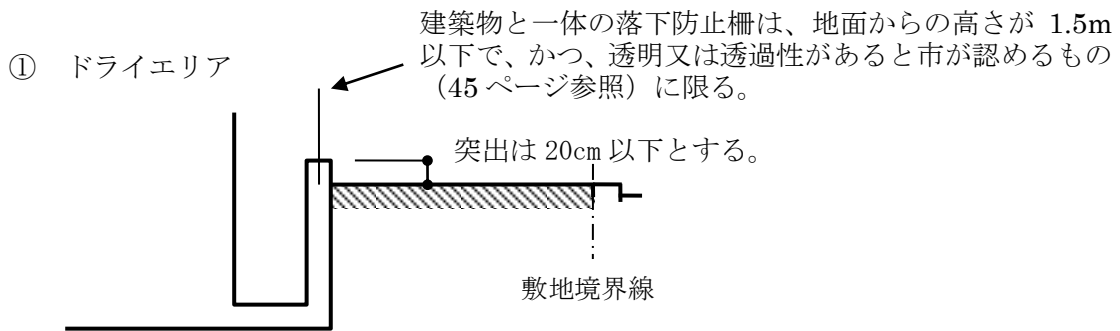 建築物と一体の落下防止柵は、地面からの高さが 1.5m
以下で、かつ、透明又は透過性があると市が認めるもの
（45 ページ参照）に限る。
① ドライエリア
突出は 20cm 以下とする。
敷地境界線